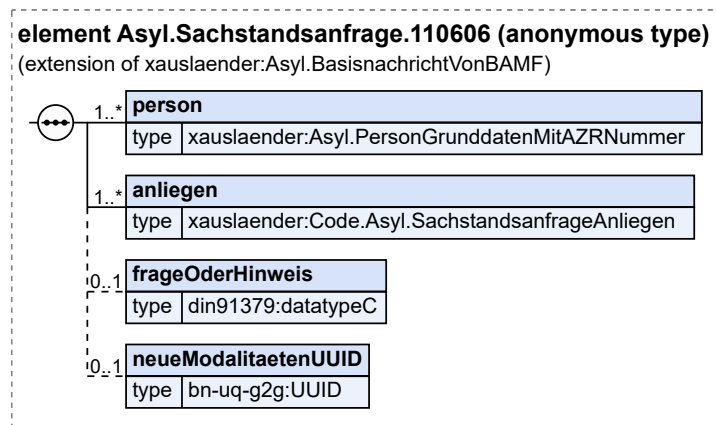 element Asyl.Sachstandsanfrage.110606 (anonymous type)
(extension of xauslaender:Asyl.BasisnachrichtVonBAMF)
1..* person
type xauslaender:Asyl.PersonGrunddatenMitAZRNummer
1..* anliegen
type xauslaender:Code.Asyl.SachstandsanfrageAnliegen
0..1 frageOderHinweis
type din91379:datatypeC
0..1 neueModalitaetenUUID
type bn-uq-g2g:UUID